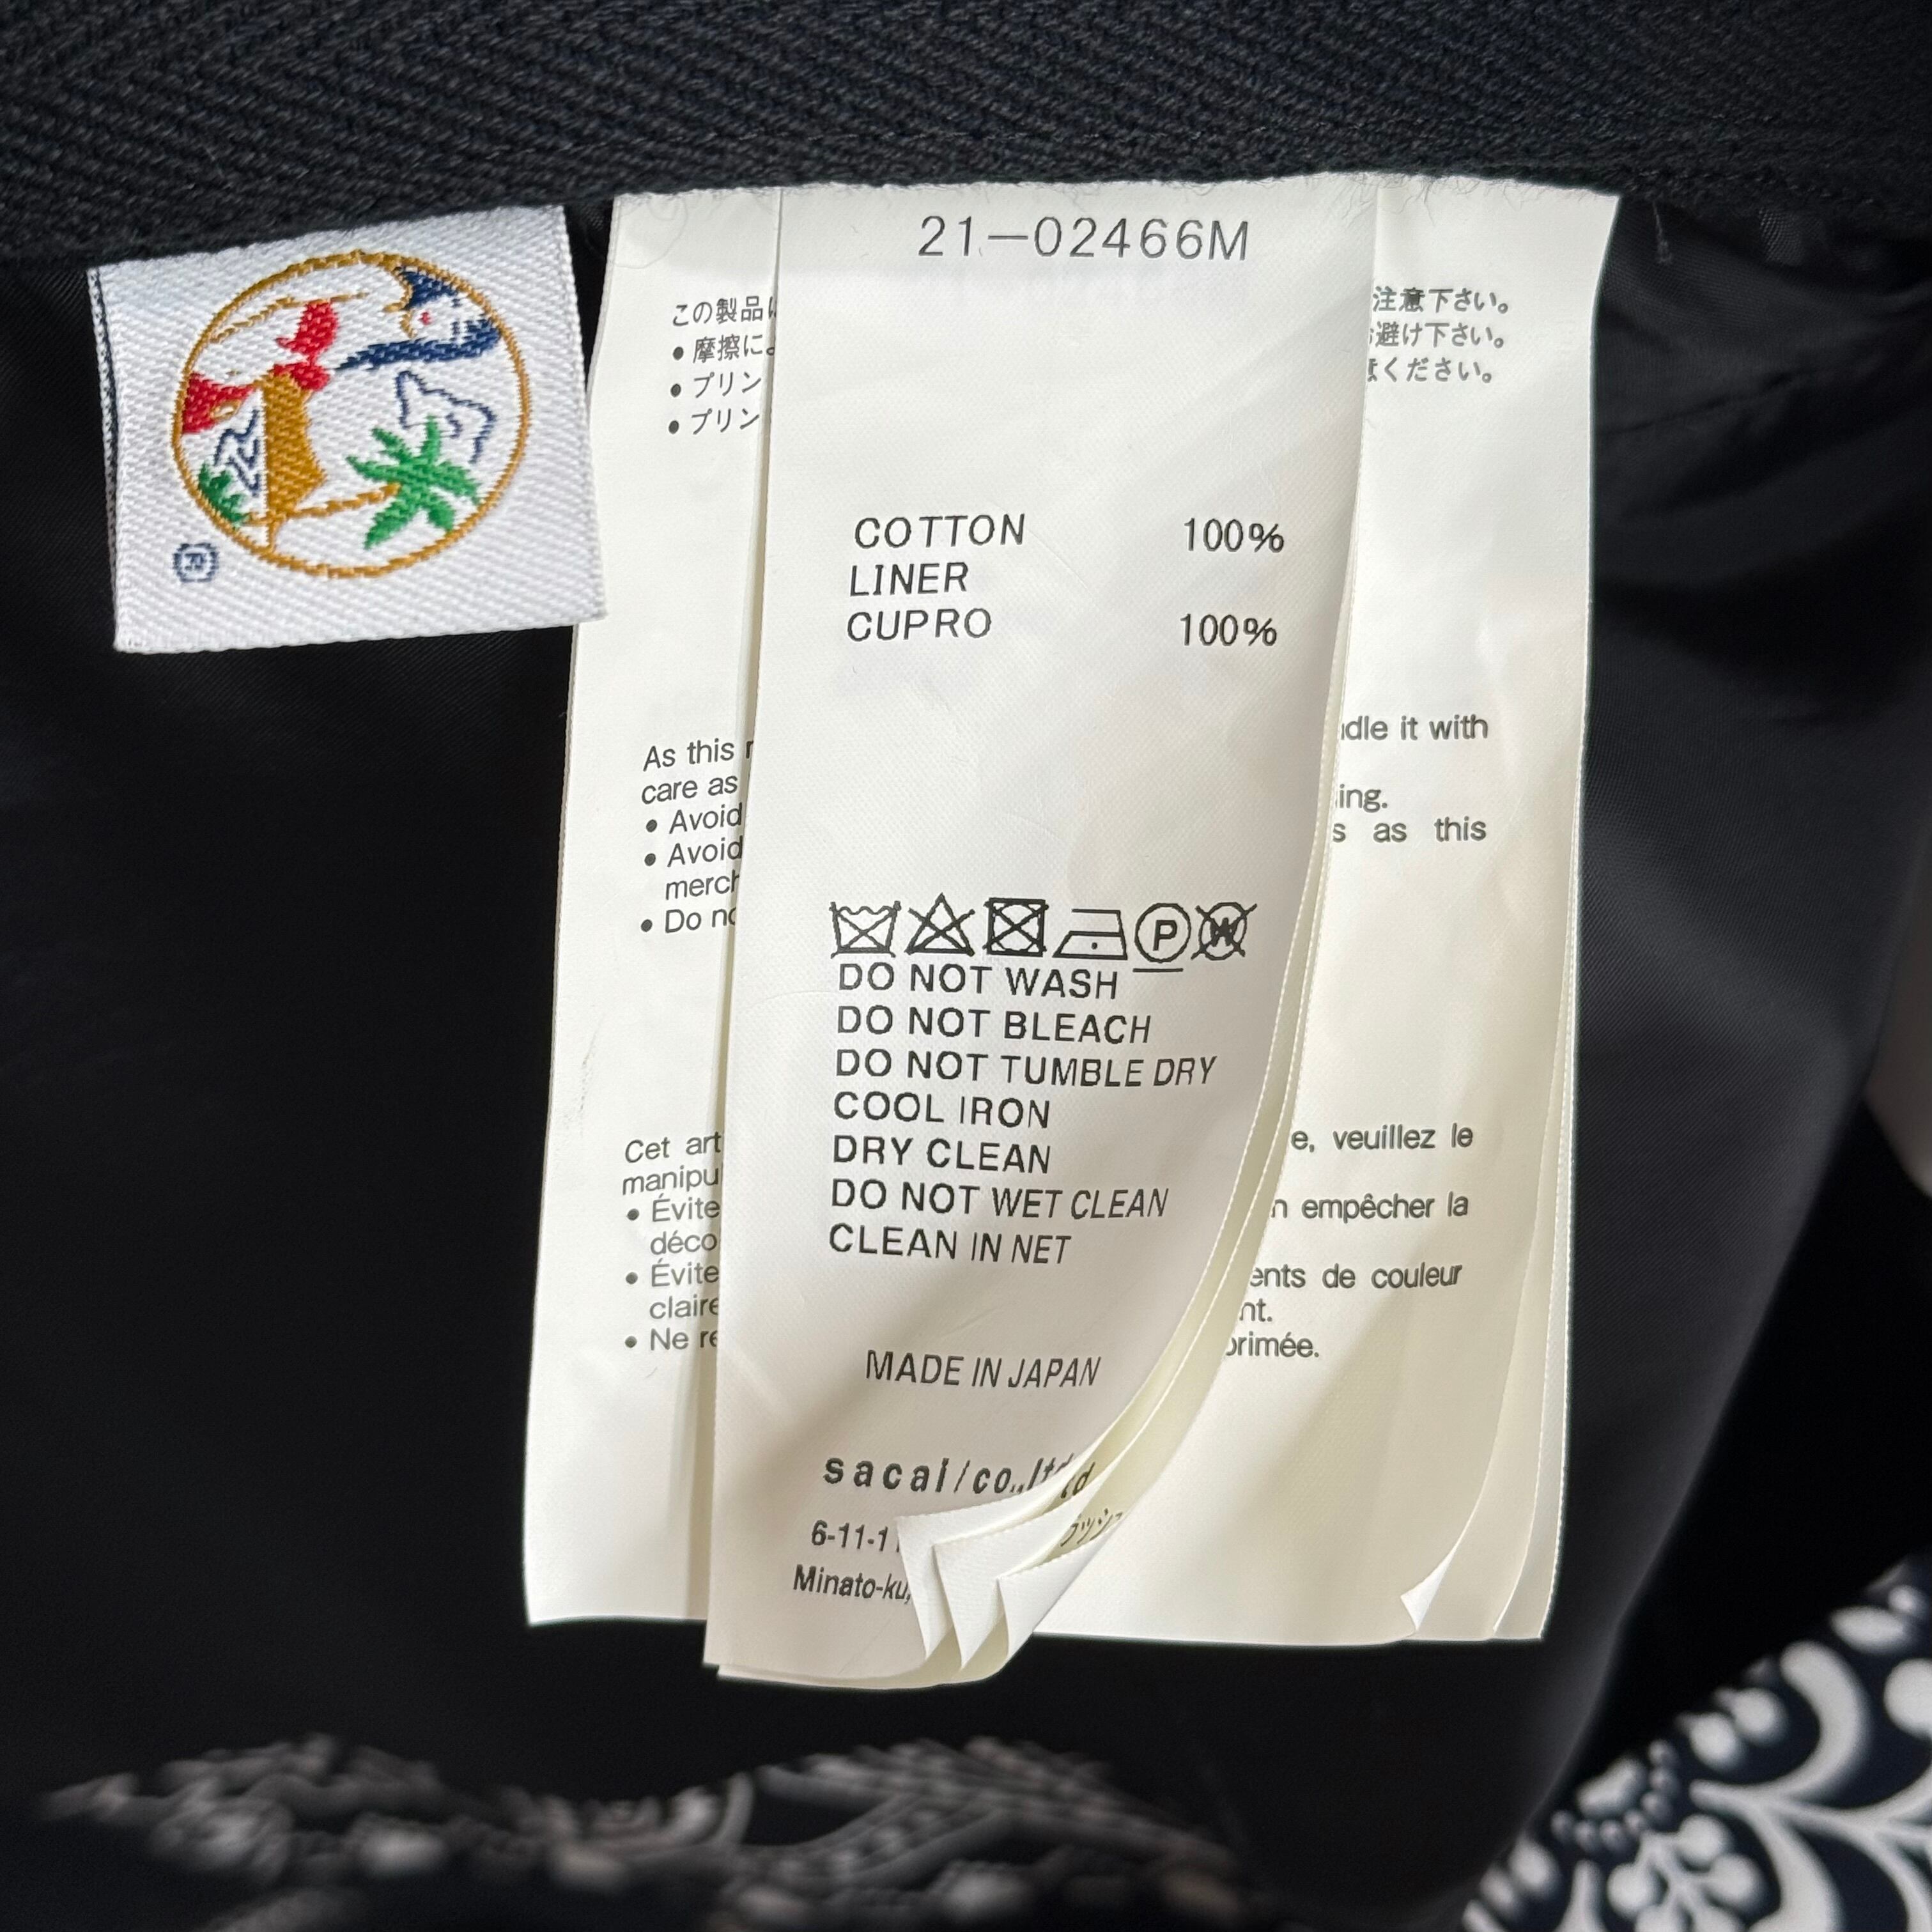 21-02466M
COTTON 100%
LINER
CUPRO 100%
DO NOT WASH
DO NOT BLEACH
DO NOT TUMBLE DRY
COOL IRON
DRY CLEAN
DO NOT WET CLEAN
CLEAN IN NET
MADE IN JAPAN
sacai/co.,ltd
6-11-1
Minato-ku,
この製品
注意下さい。
• 摩擦に
避け下さい。
• プリン
ください。
• プリン
As this
dle it with
care as
• Avoid
ing.
• Avoid
s as this
merch
• Do no
Cet art
e, veuillez le
manipu
• Évite
n empêcher la
déco
• Évite
ents de couleur
claire
nt.
• Ne re
primée.
P
W
®